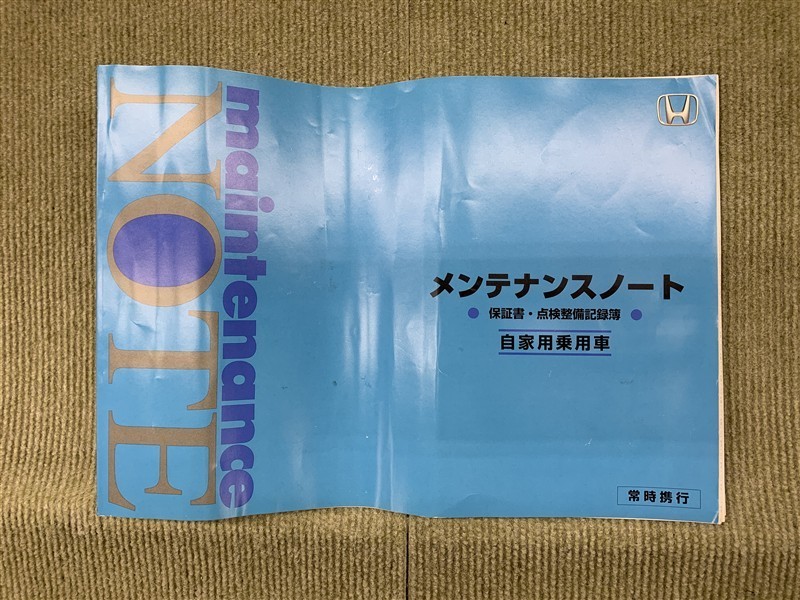 maintenance
NOTE
メンテナンスノート
● 保証書・点検整備記録簿 ●
自家用乗用車
常時携行